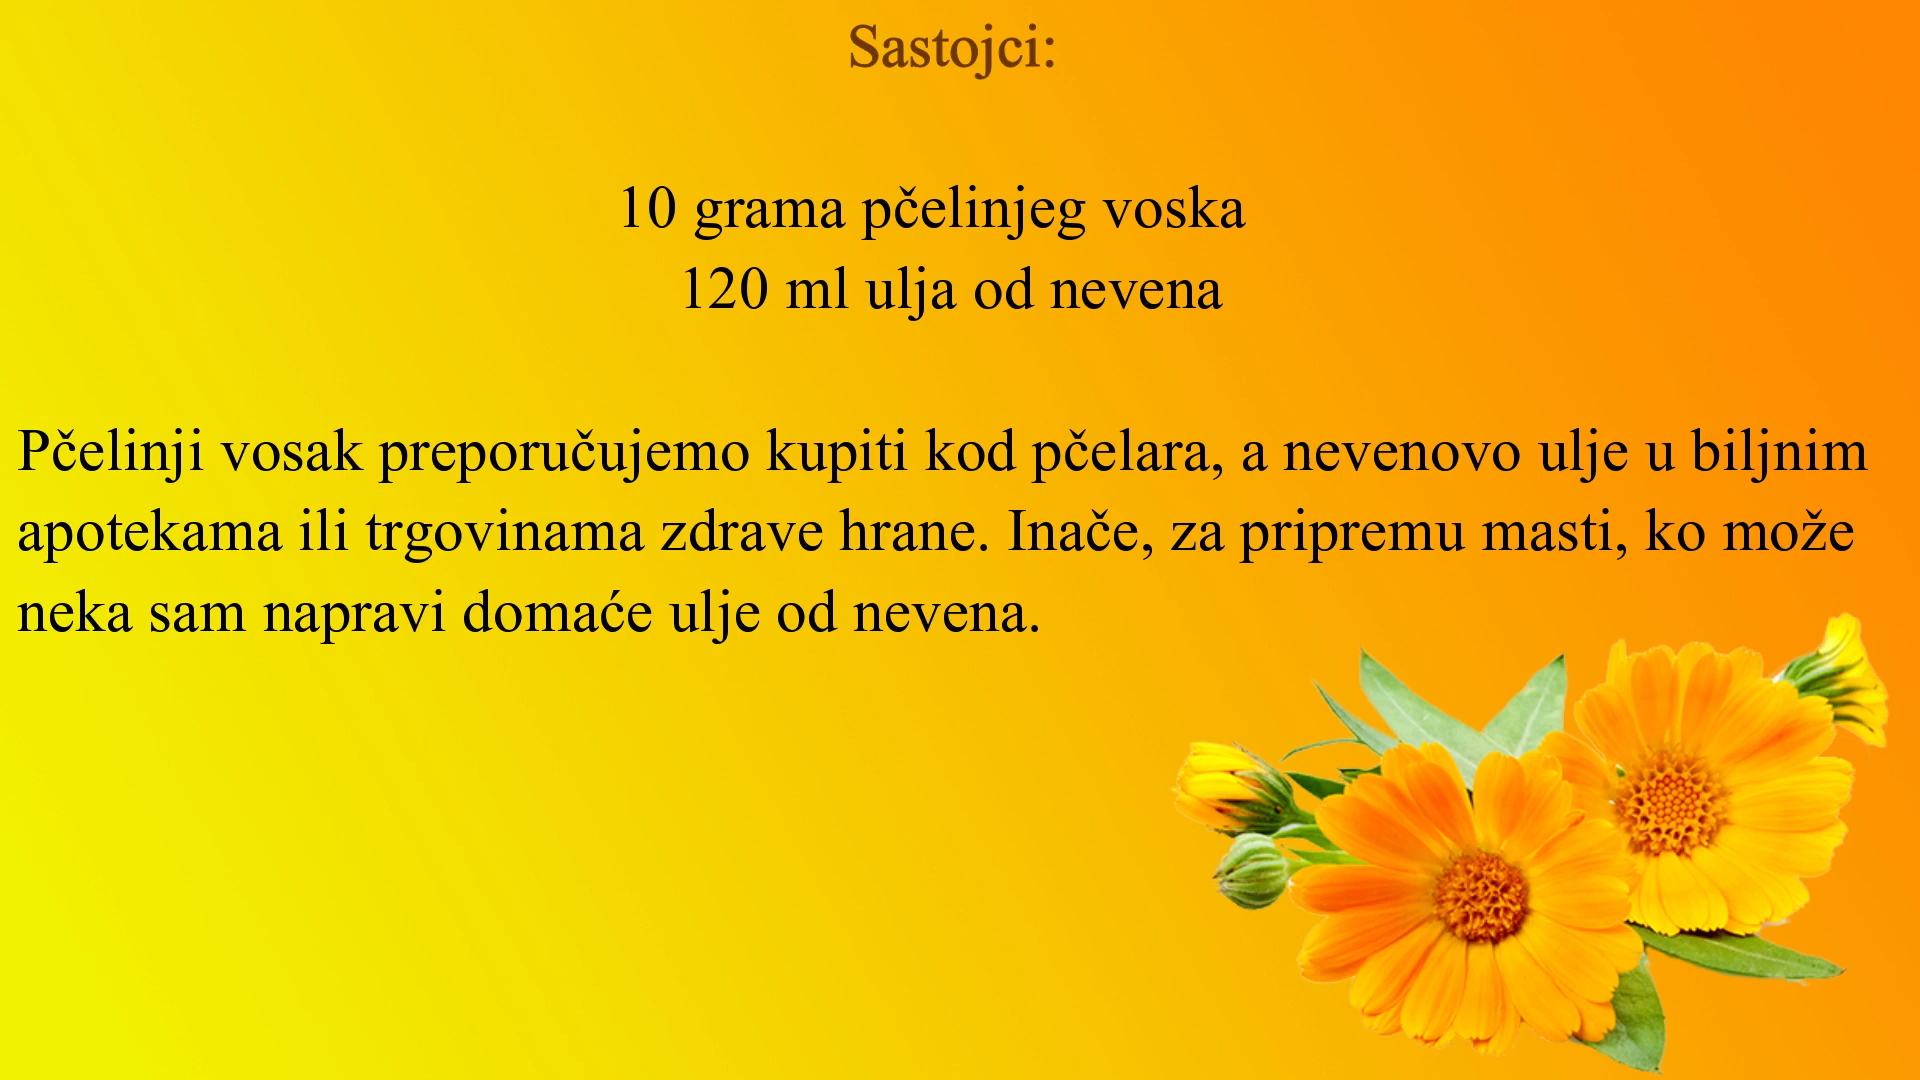 Sastojci:
10 grama pčelinjeg voska
120 ml ulja od nevena
Pčelinji vosak preporučujemo kupiti kod pčelara, a nevenovo ulje u biljnim
apotekama ili trgovinama zdrave hrane. Inače, za pripremu masti, ko može
neka sam napravi domaće ulje od nevena.